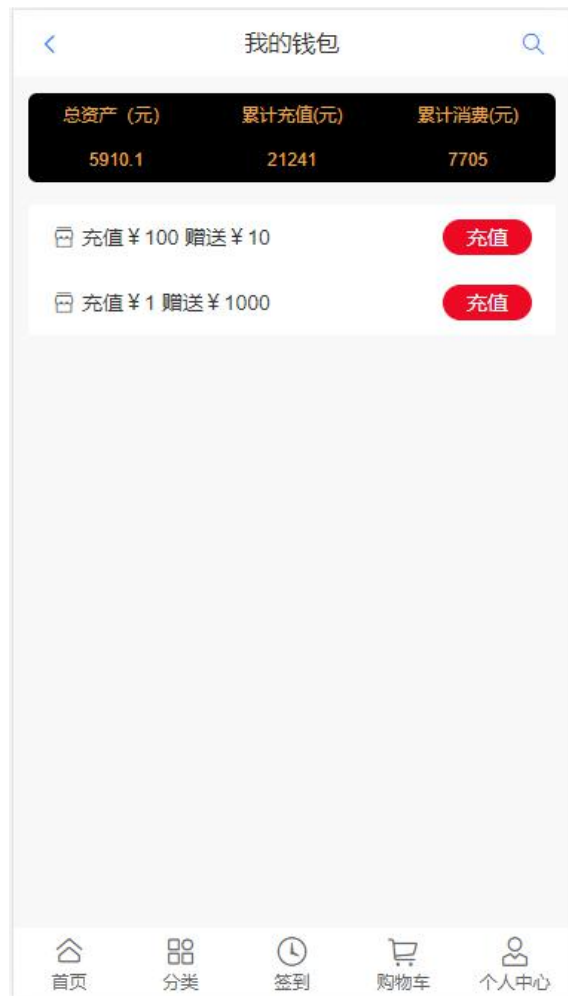 我的钱包
总资产 (元) 累计充值(元) 累计消费(元)
5910.1 21241 7705
充值￥100 赠送￥10 充值
充值￥1 赠送￥1000 充值
首页 分类 签到 购物车 个人中心